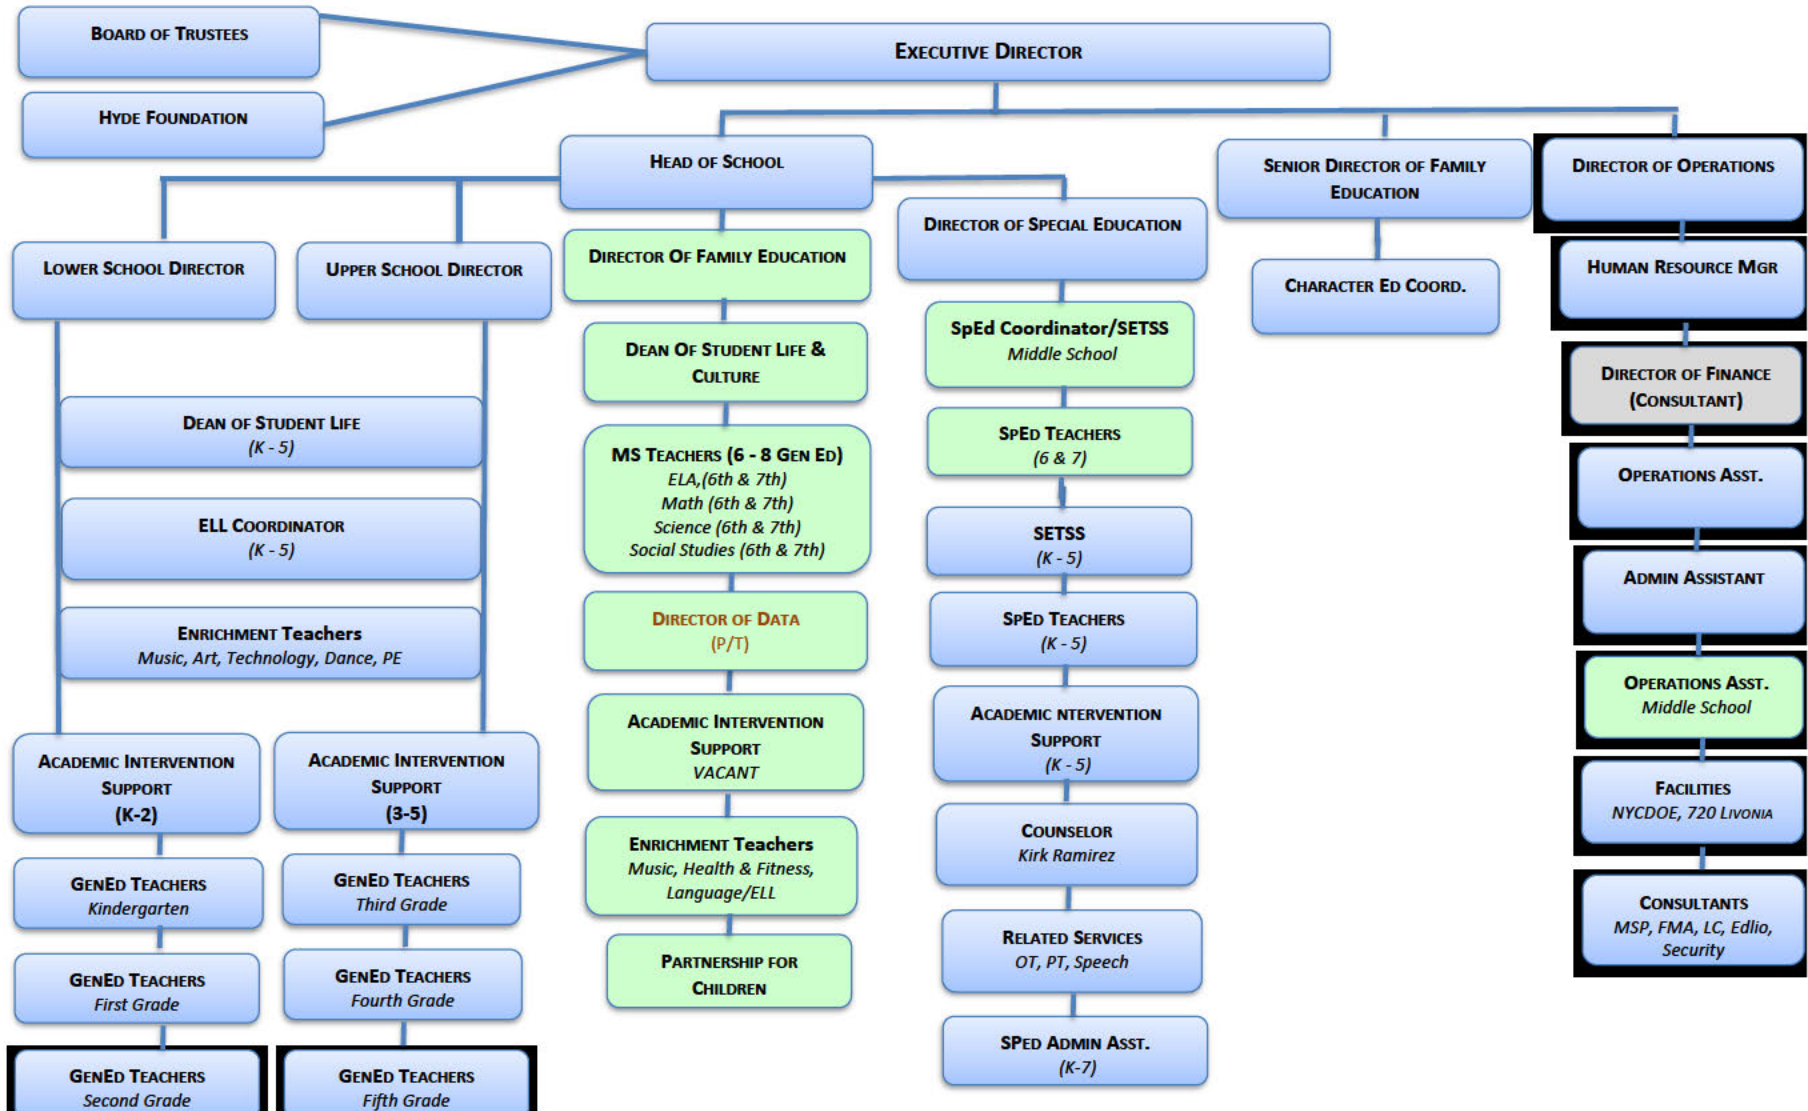 BOARD OF TRUSTEES
EXECUTIVE DIRECTOR
HYDE FOUNDATION
HEAD OF SCHOOL
SENIOR DIRECTOR OF FAMILY
EDUCATION
DIRECTOR OF OPERATIONS
LOWER SCHOOL DIRECTOR
UPPER SCHOOL DIRECTOR
DEAN OF STUDENT LIFE
(K - 5)
ELL COORDINATOR
(K - 5)
ENRICHMENT Teachers
Music, Art, Technology, Dance, PE
ACADEMIC INTERVENTION
SUPPORT
(K-2)
GENED TEACHERS
Kindergarten
GENED TEACHERS
First Grade
GENED TEACHERS
Second Grade
ACADEMIC INTERVENTION
SUPPORT
(3-5)
GENED TEACHERS
Third Grade
GENED TEACHERS
Fourth Grade
GENED TEACHERS
Fifth Grade
DIRECTOR OF FAMILY EDUCATION
DEAN OF STUDENT LIFE &
CULTURE
MS TEACHERS (6 - 8 GEN ED)
ELA,(6th & 7th)
Math (6th & 7th)
Science (6th & 7th)
Social Studies (6th & 7th)
DIRECTOR OF DATA
(P/T)
ACADEMIC INTERVENTION
SUPPORT
VACANT
ENRICHMENT Teachers
Music, Health & Fitness,
Language/ELL
PARTNERSHIP FOR
CHILDREN
DIRECTOR OF SPECIAL EDUCATION
SpEd Coordinator/SETSS
Middle School
SPED TEACHERS
(6 & 7)
SETSS
(K - 5)
SPED TEACHERS
(K - 5)
ACADEMIC NTERVENTION
SUPPORT
(K - 5)
COUNSELOR
Kirk Ramirez
RELATED SERVICES
OT, PT, Speech
SPED ADMIN ASST.
(K-7)
CHARACTER ED COORD.
HUMAN RESOURCE MGR
DIRECTOR OF FINANCE
(CONSULTANT)
OPERATIONS ASST.
ADMIN ASSISTANT
OPERATIONS ASST.
Middle School
FACILITIES
NYCDOE, 720 LIVONIA
CONSULTANTS
MSP, FMA, LC, Edlio,
Security